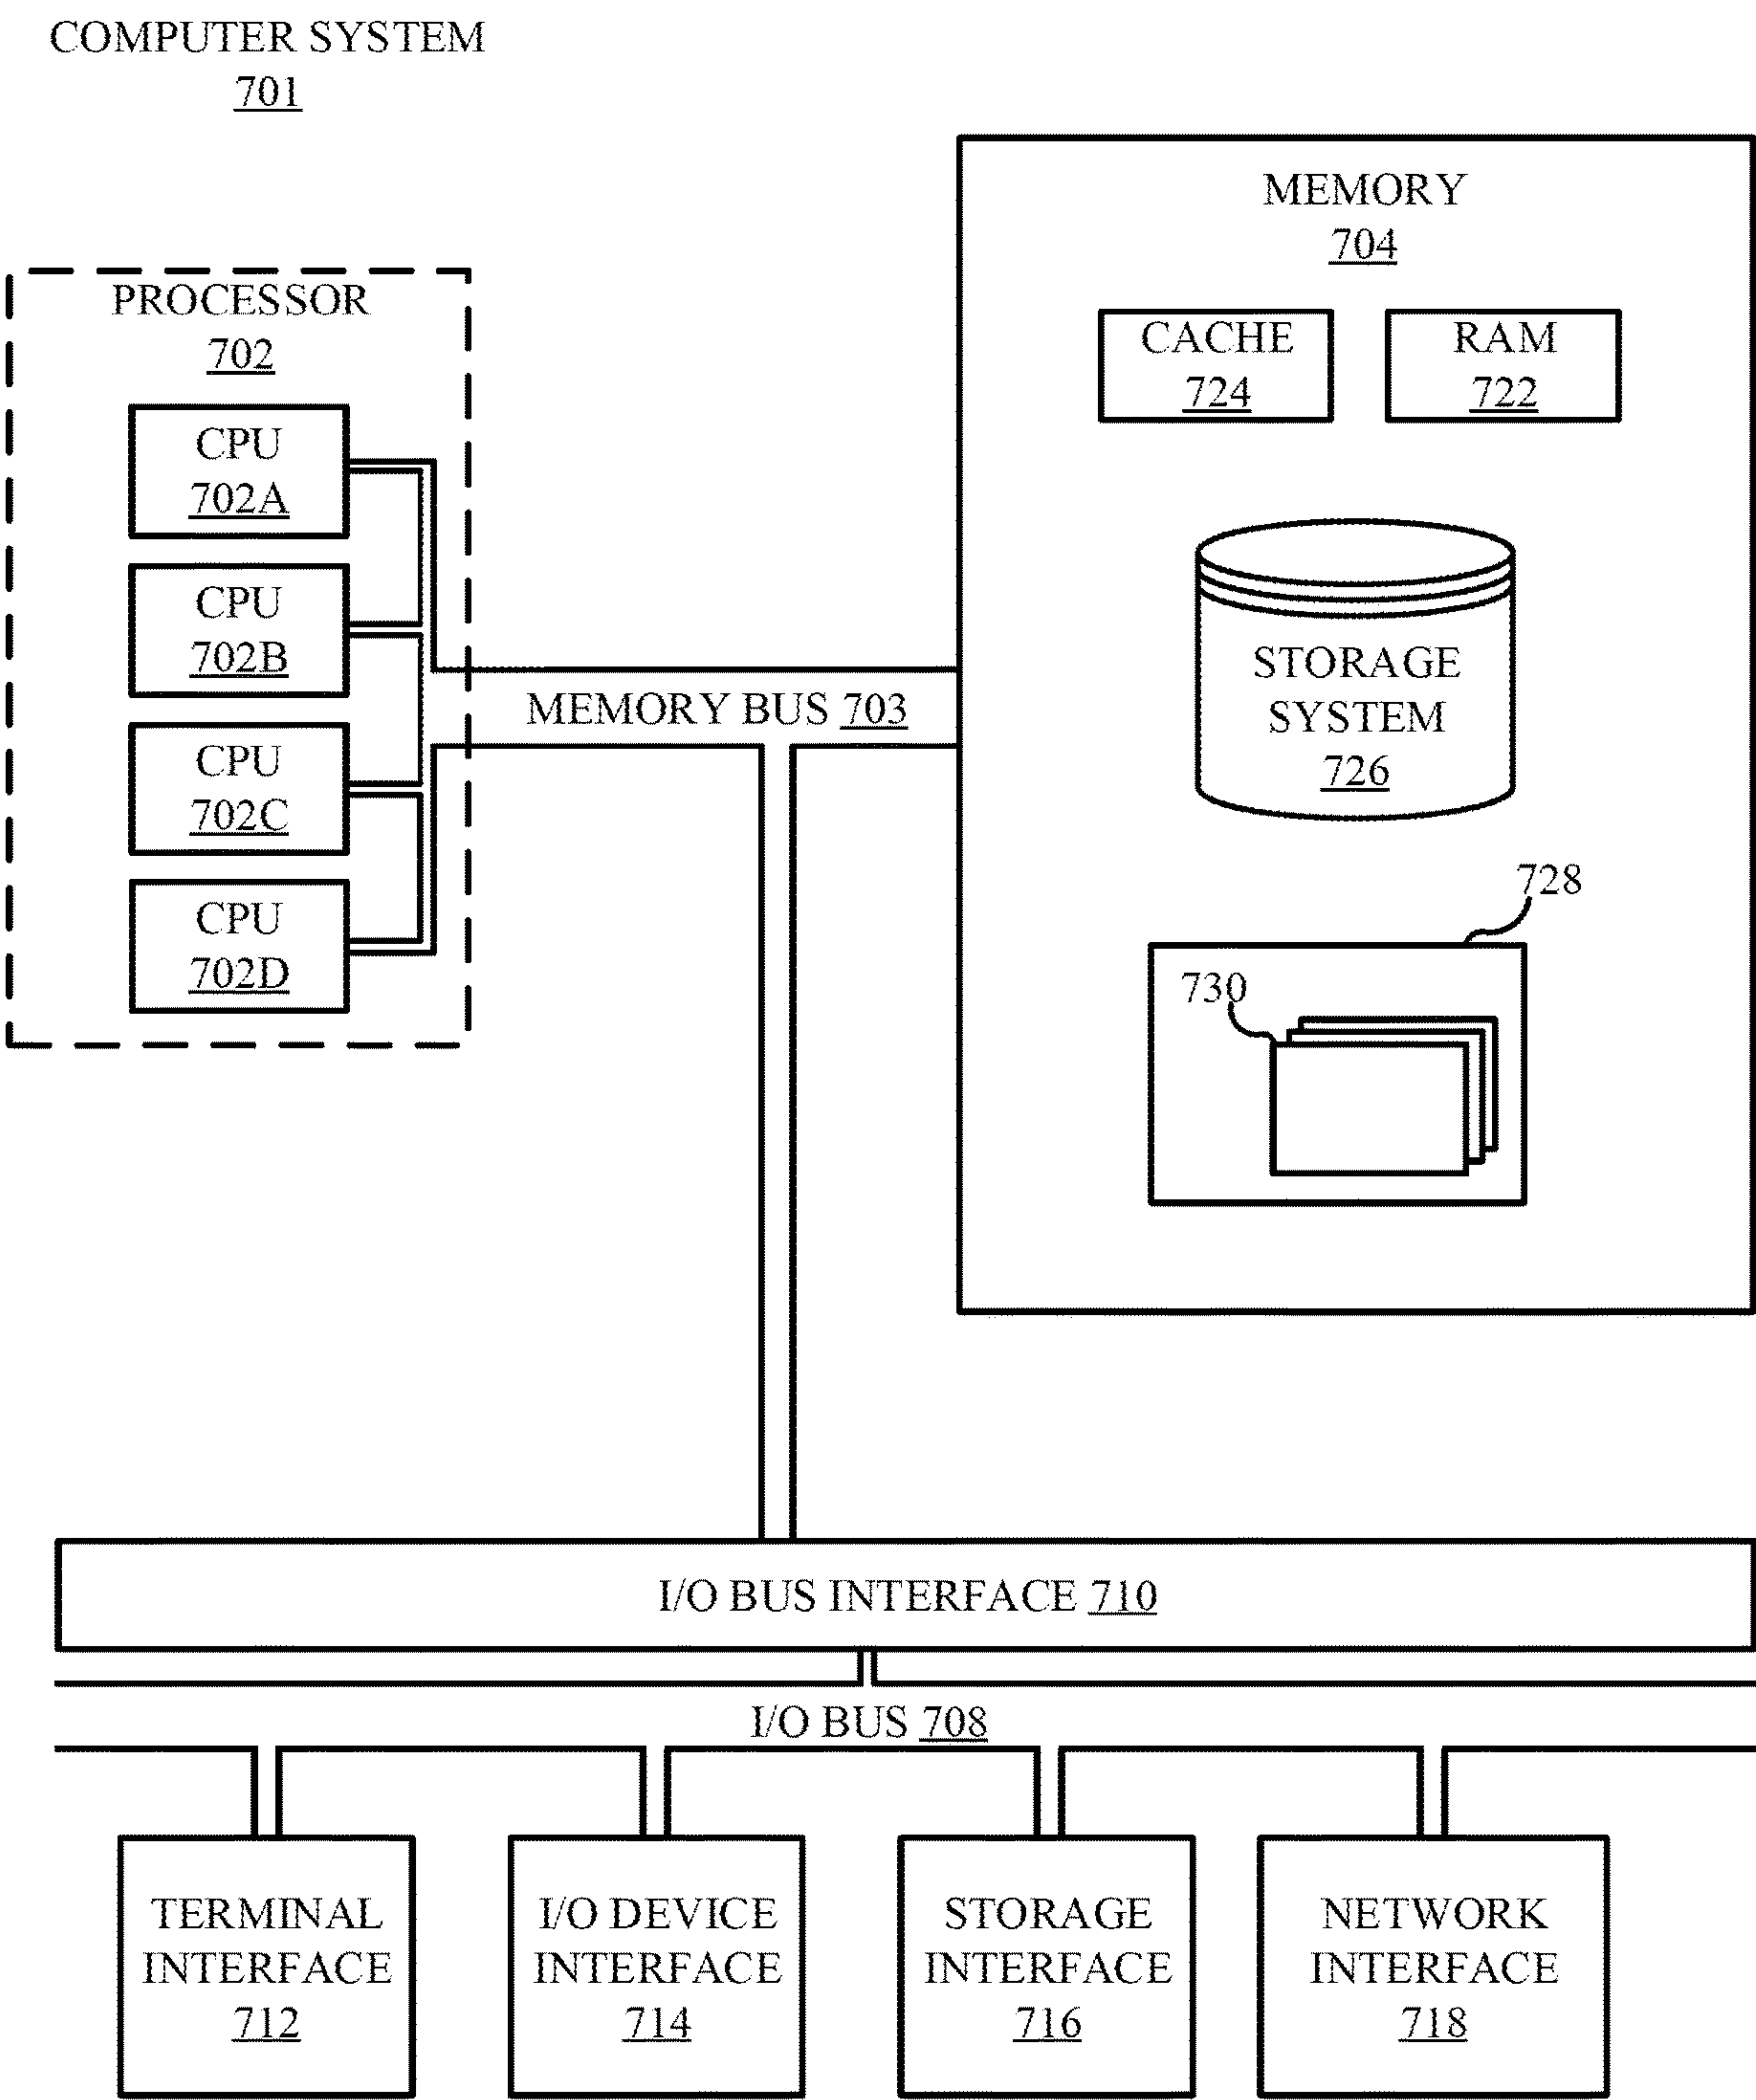 COMPUTER SYSTEM
701
MEMORY
704
PROCESSOR
702
CACHE
724
RAM
722
CPU
702A
CPU
702B
CPU
702C
CPU
702D
MEMORY BUS 703
STORAGE
SYSTEM
726
728
730
I/O BUS INTERFACE 710
I/O BUS 708
TERMINAL
INTERFACE
712
I/O DEVICE
INTERFACE
714
STORAGE
INTERFACE
716
NETWORK
INTERFACE
718